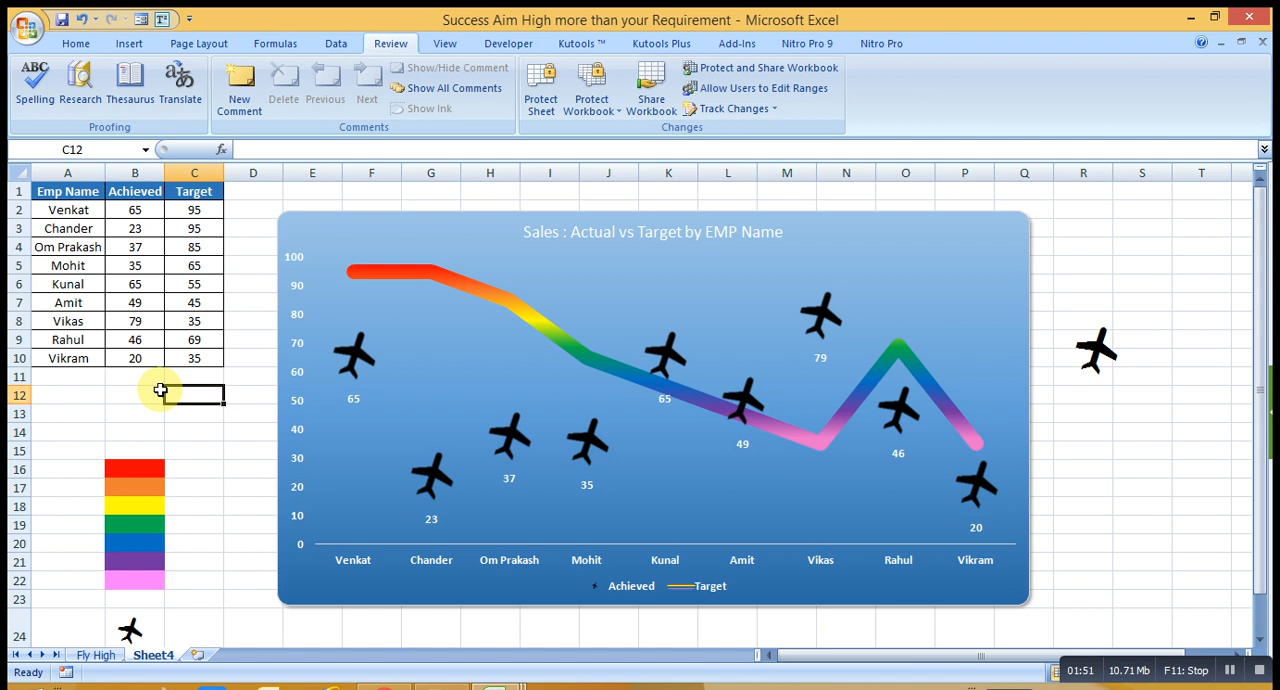 Success Aim High more than your Requirement - Microsoft Excel
Home Insert Page Layout Formulas Data Review View Developer Kutools ™ Kutools Plus Add-Ins Nitro Pro 9 Nitro Pro
ABC
Spelling Research Thesaurus Translate
Proofing
New Comment Delete Previous Next
Show/Hide Comment
Show All Comments
Show Ink
Comments
Protect Sheet Protect Workbook Share Workbook
Protect and Share Workbook
Allow Users to Edit Ranges
Track Changes
Changes
C12 fx
A B C D E F G H I J K L M N O P Q R S T
1 Emp Name Achieved Target
2 Venkat 65 95
3 Chander 23 95
4 Om Prakash 37 85
5 Mohit 35 65
6 Kunal 65 55
7 Amit 49 45
8 Vikas 79 35
9 Rahul 46 69
10 Vikram 20 35
11
12
13
14
15
16
17
18
19
20
21
22
23
24
Sales : Actual vs Target by EMP Name
100
90
80
70
60
50
40
30
20
10
0
65 23 37 35 65 49 79 46 20
Venkat Chander Om Prakash Mohit Kunal Amit Vikas Rahul Vikram
Achieved Target
Fly High Sheet4
Ready
01:51 10.71 Mb F11: Stop